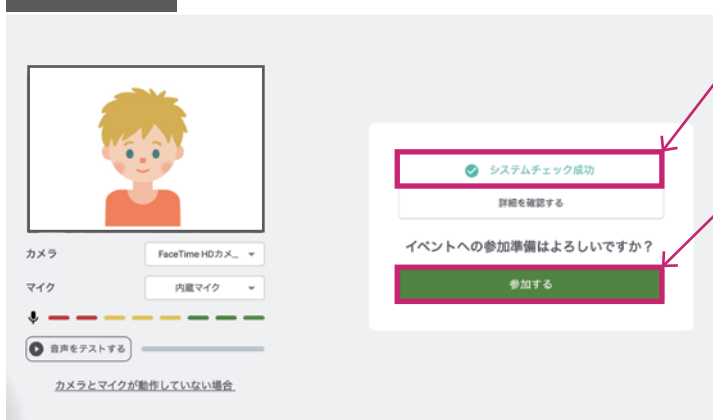 システムチェック成功
詳細を確認する
イベントへの参加準備はよろしいですか？
参加する
カメラ
FaceTime HDカメ...
マイク
内蔵マイク
音声をテストする
カメラとマイクが動作していない場合